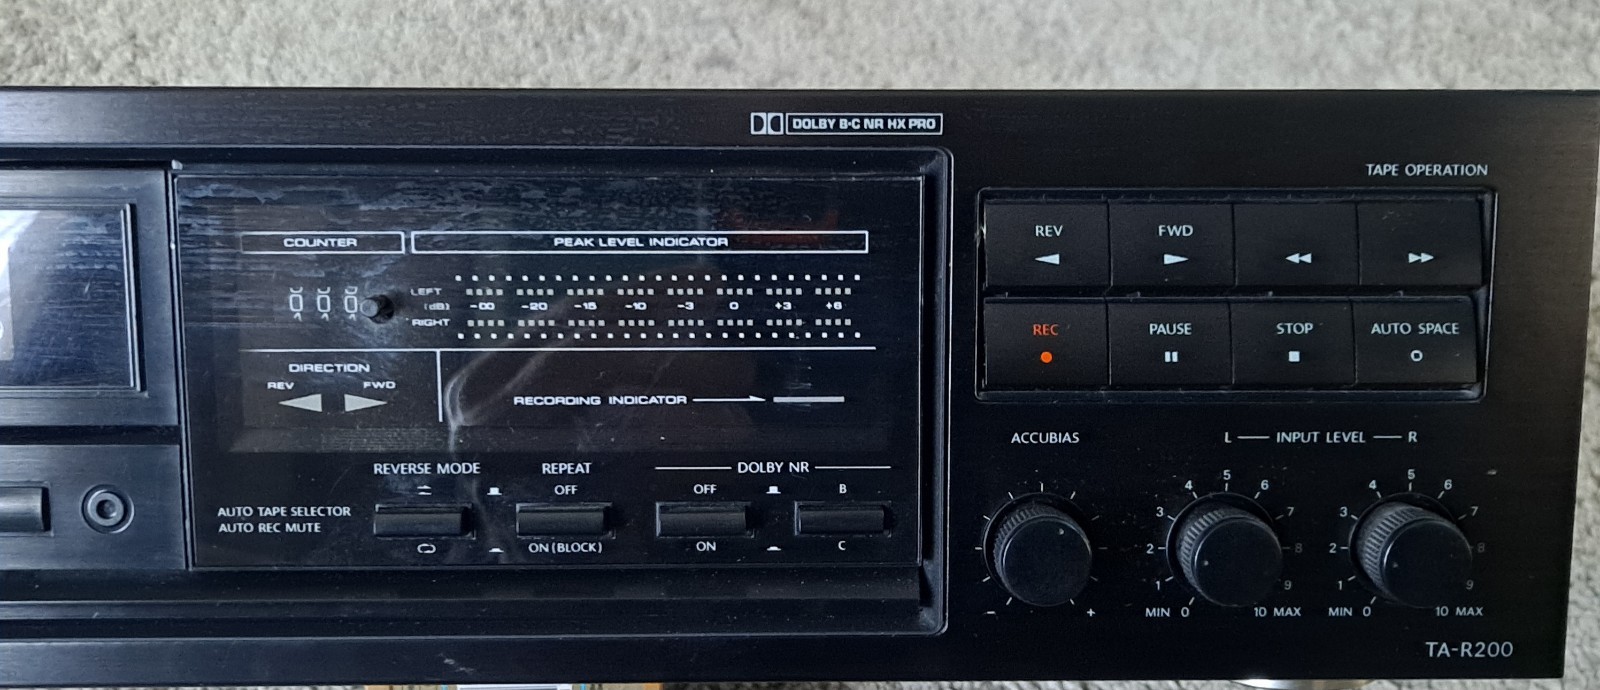 DOLBY B·C NR HX PRO
TAPE OPERATION
COUNTER
PEAK LEVEL INDICATOR
REV FWD
000
LEFT
(dB) -00 -20 -15 -10 -3 0 +3 +6
RIGHT
REC PAUSE STOP AUTO SPACE
DIRECTION
REV FWD
RECORDING INDICATOR
ACCUBIAS
L INPUT LEVEL R
REVERSE MODE REPEAT DOLBY NR
OFF OFF B
AUTO TAPE SELECTOR
AUTO REC MUTE
ON (BLOCK) ON C
- +
MIN 0 1 2 3 4 5 6 7 8 9 10 MAX
MIN 0 1 2 3 4 5 6 7 8 9 10 MAX
TA-R200